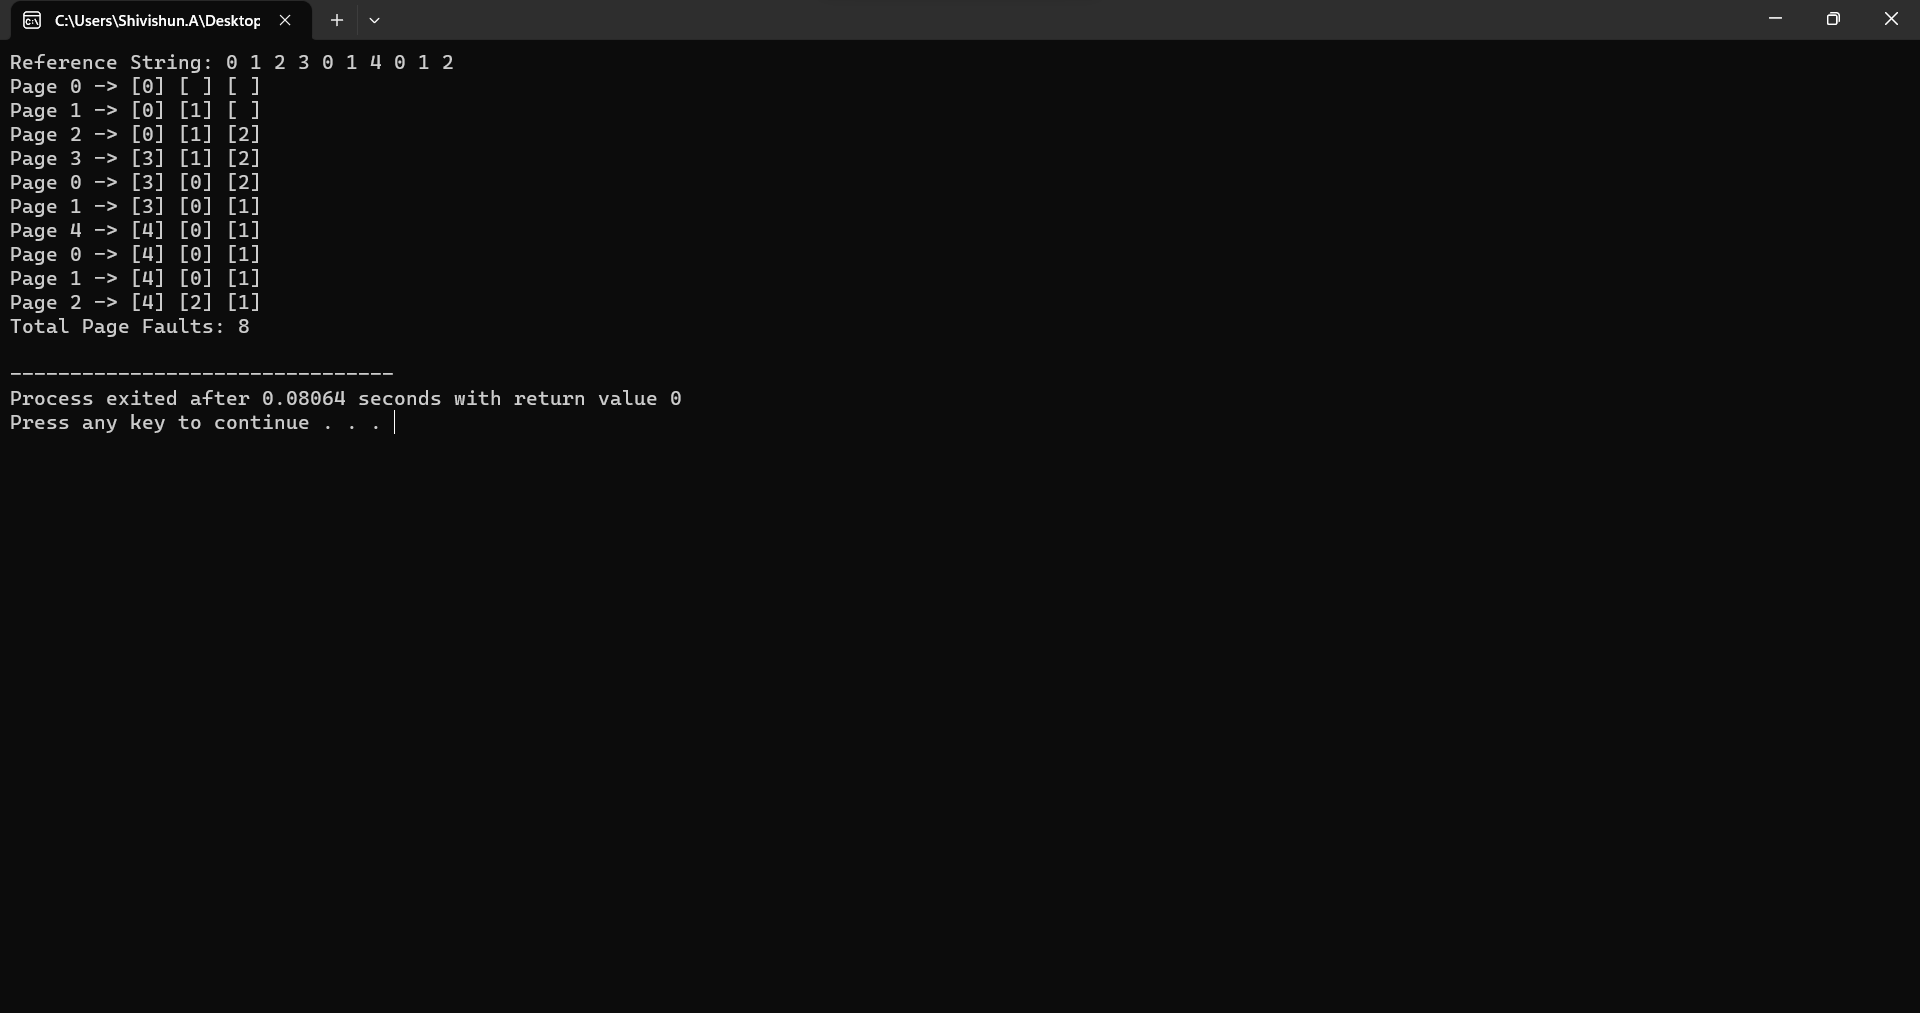 C:\Users\Shivishun.A\Desktop
Reference String: 0 1 2 3 0 1 4 0 1 2
Page 0 -> [0] [ ] [ ]
Page 1 -> [0] [1] [ ]
Page 2 -> [0] [1] [2]
Page 3 -> [3] [1] [2]
Page 0 -> [3] [0] [2]
Page 1 -> [3] [0] [1]
Page 4 -> [4] [0] [1]
Page 0 -> [4] [0] [1]
Page 1 -> [4] [0] [1]
Page 2 -> [4] [2] [1]
Total Page Faults: 8
--------------------------------
Process exited after 0.08064 seconds with return value 0
Press any key to continue . . .